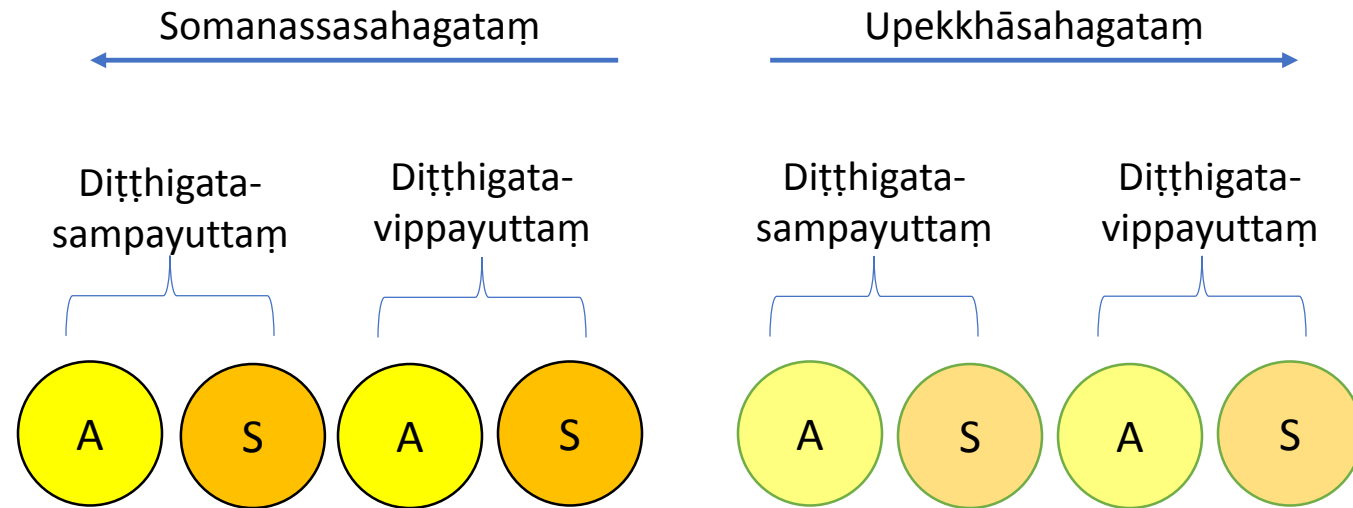 Somanassasahagataṃ
Upekkhāsahagataṃ
Diṭṭhigata-
sampayuttaṃ
Diṭṭhigata-
vippayuttaṃ
Diṭṭhigata-
sampayuttaṃ
Diṭṭhigata-
vippayuttaṃ
A
S
A
S
A
S
A
S